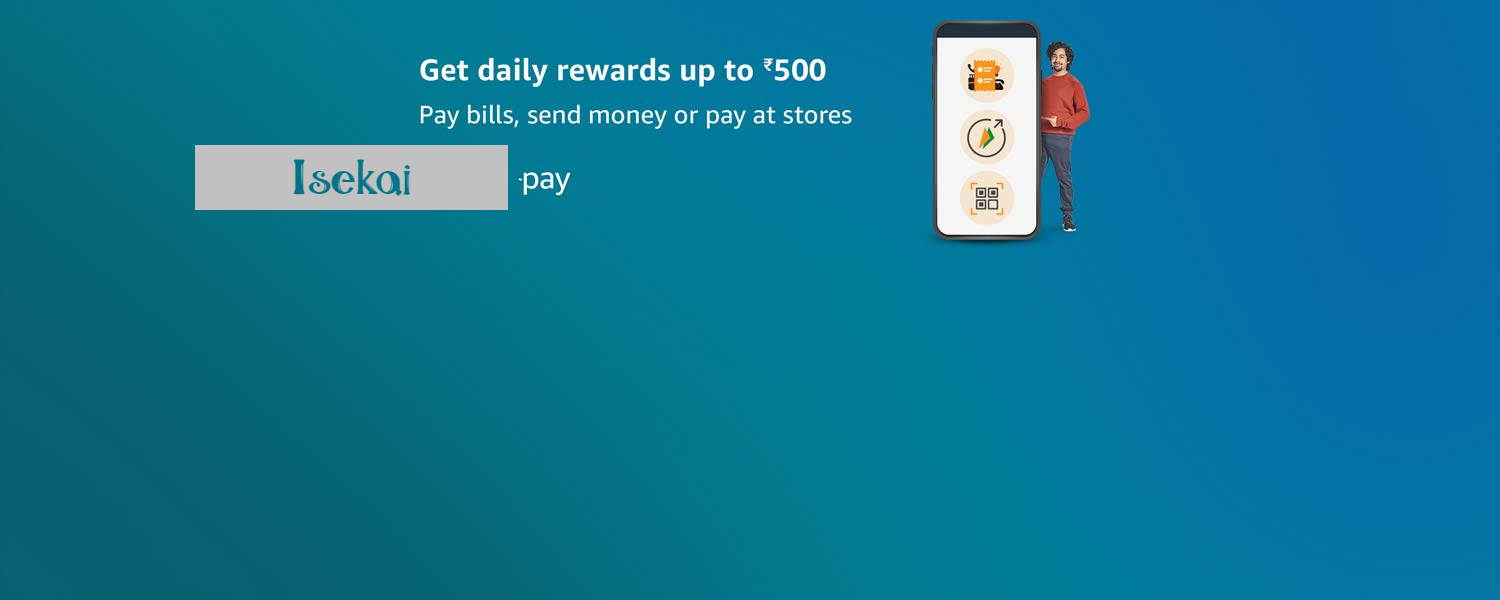 Get daily rewards up to ₹500
Pay bills, send money or pay at stores
Isekai pay